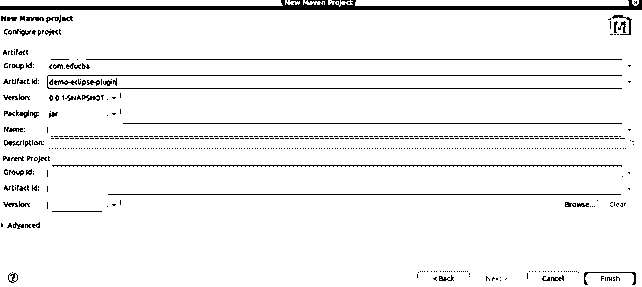 New Maven Project
New Maven project
Configure project
Artifact
Group Id: com.educba
Artifact Id: demo-eclipse-plugin
Version: 0.0.1-SNAPSHOT
Packaging: jar
Name:
Description:
Parent Project
Group Id:
Artifact Id:
Version: Browse... Clear
Advanced
< Back Next > Cancel Finish